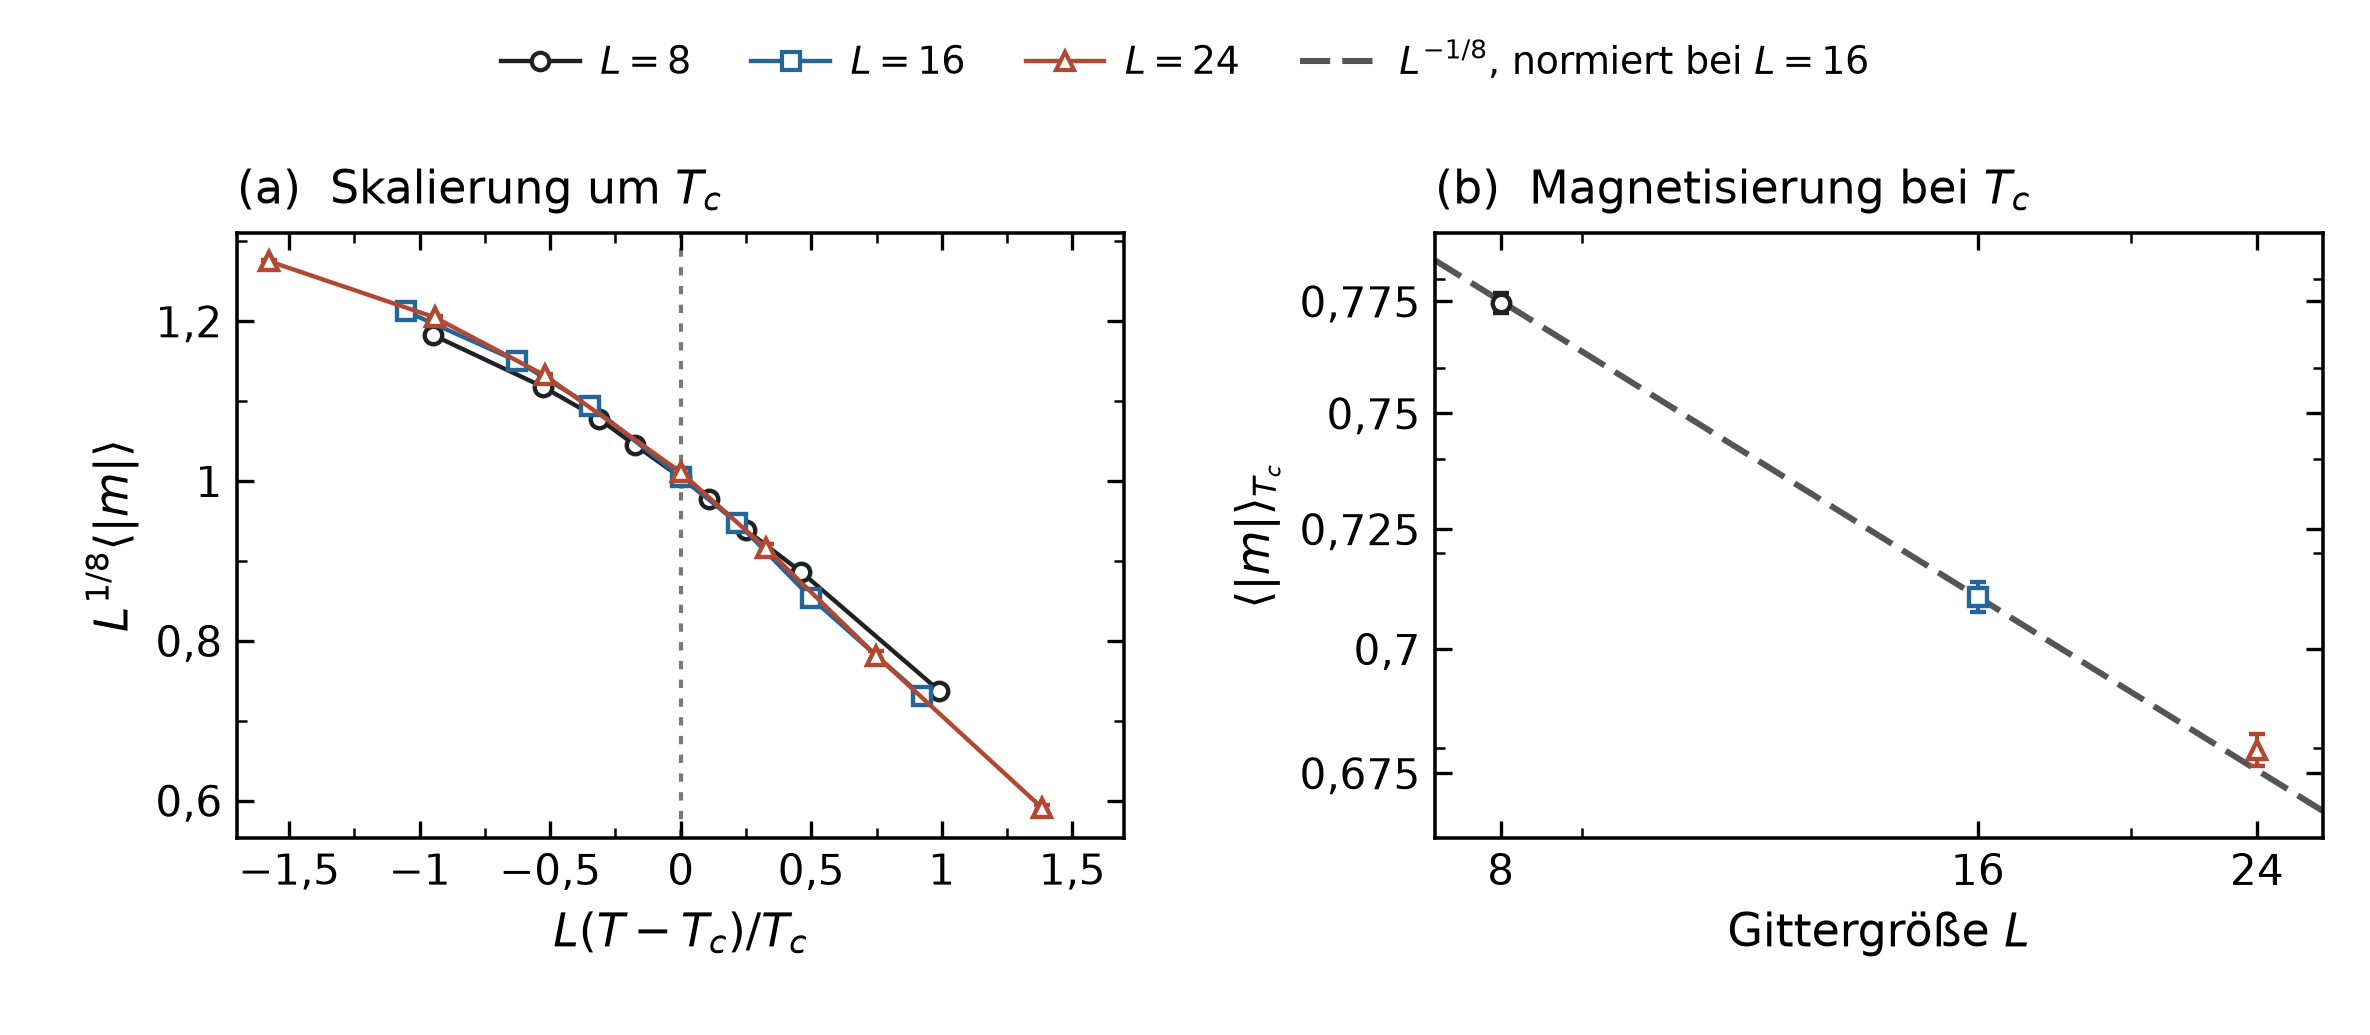 L = 8 L = 16 L = 24 L^{−1/8}, normiert bei L = 16
(a) Skalierung um T_c
L^{1/8}⟨|m|⟩
1,2
1
0,8
0,6
−1,5 −1 −0,5 0 0,5 1 1,5
L(T − T_c)/T_c
(b) Magnetisierung bei T_c
⟨|m|⟩_{T_c}
0,775
0,75
0,725
0,7
0,675
8 16 24
Gittergröße L